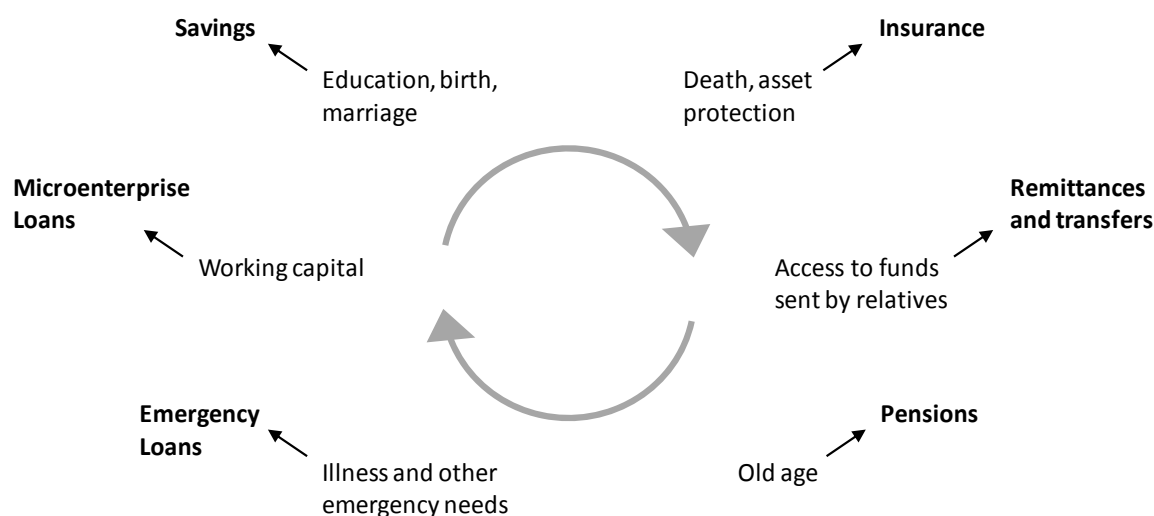 Savings
Insurance
Education, birth,
marriage
Death, asset
protection
Microenterprise
Loans
Remittances
and transfers
Working capital
Access to funds
sent by relatives
Emergency
Loans
Pensions
Illness and other
emergency needs
Old age